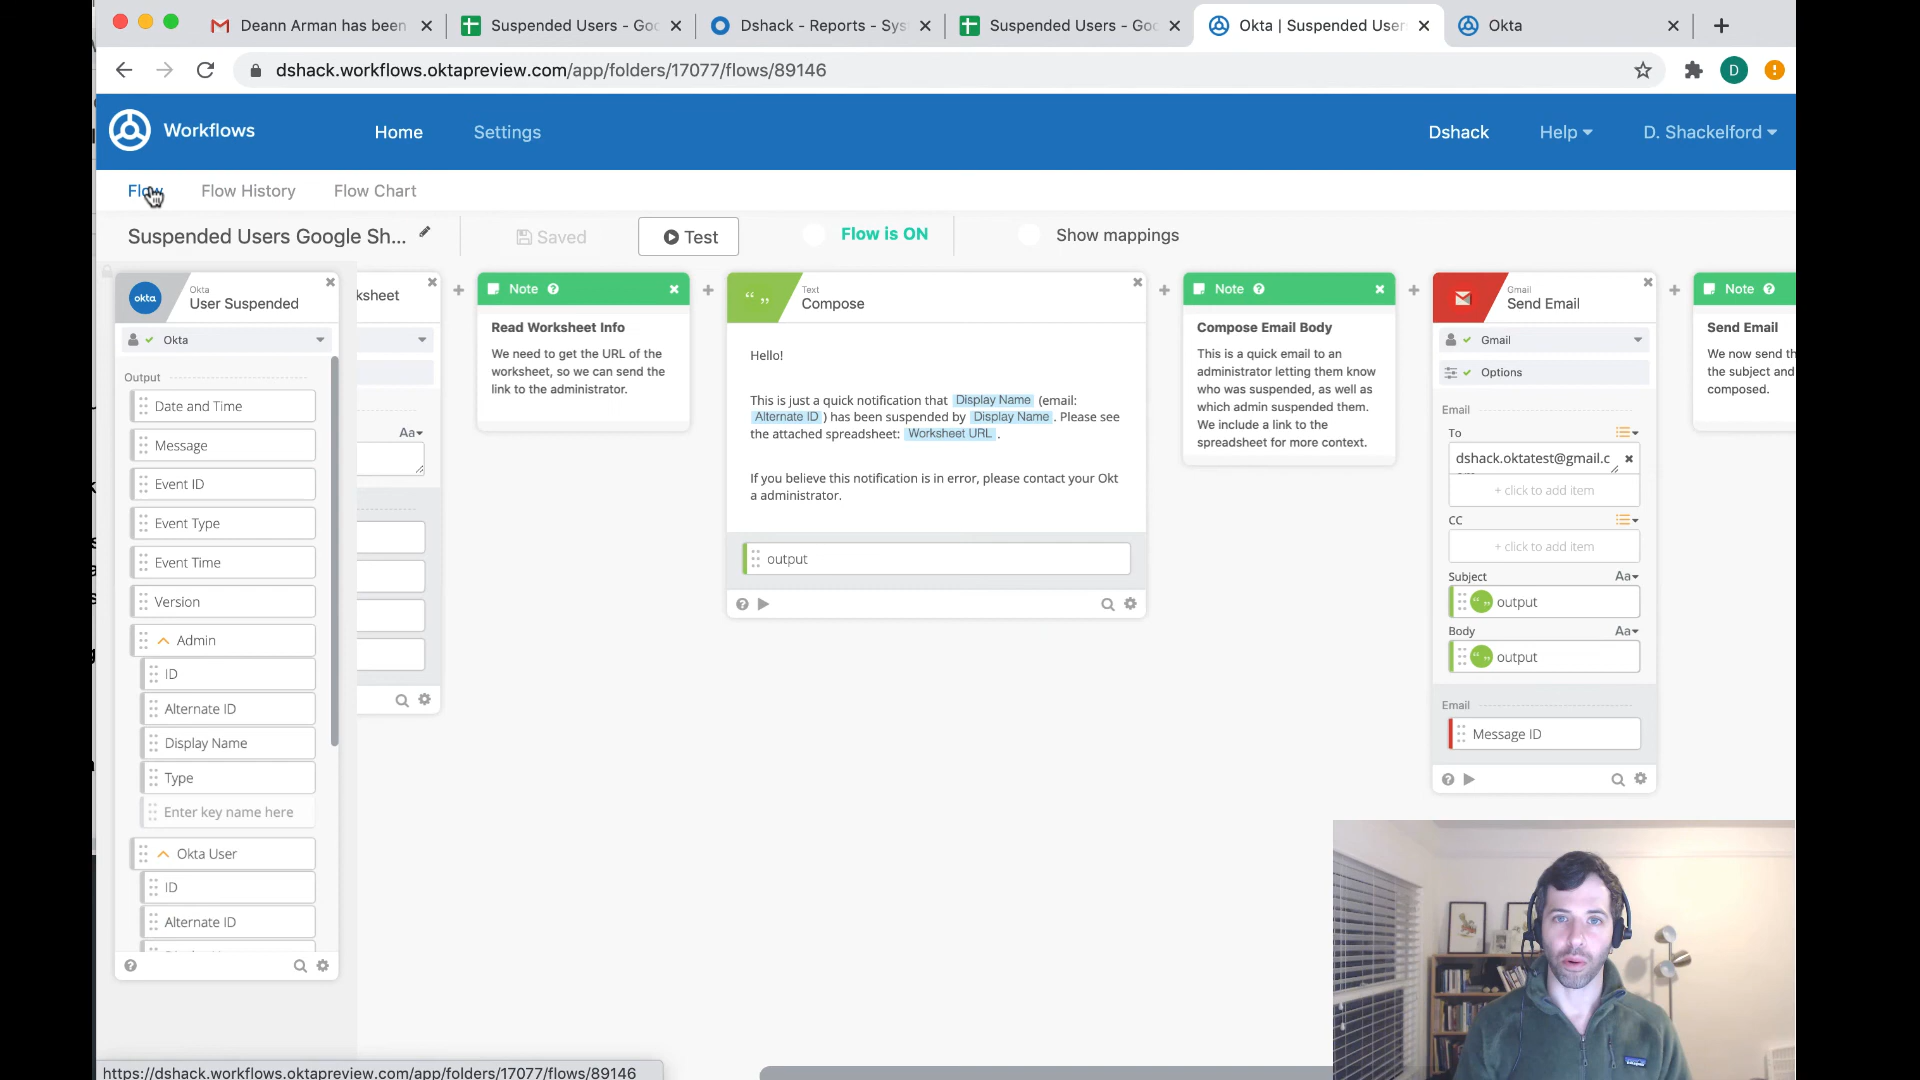 Deann Arman has been
Suspended Users - Goo
Dshack - Reports - Sys
Suspended Users - Goo
Okta | Suspended User
Okta
dshack.workflows.oktapreview.com/app/folders/17077/flows/89146
D
Workflows
Home
Settings
Dshack
Help
D. Shackelford
Flow
Flow History
Flow Chart
Suspended Users Google Sh...
Saved
Test
Flow is ON
Show mappings
okta
Okta
User Suspended
Okta
Output
Date and Time
Message
Event ID
Event Type
Event Time
Version
Admin
ID
Alternate ID
Display Name
Type
Enter key name here
Okta User
ID
Alternate ID
ksheet
Aa
Note
Read Worksheet Info
We need to get the URL of the
worksheet, so we can send the
link to the administrator.
Text
Compose
Hello!
This is just a quick notification that Display Name (email:
Alternate ID ) has been suspended by Display Name . Please see
the attached spreadsheet: Worksheet URL .
If you believe this notification is in error, please contact your Okt
a administrator.
output
Note
Compose Email Body
This is a quick email to an
administrator letting them know
who was suspended, as well as
which admin suspended them.
We include a link to the
spreadsheet for more context.
Gmail
Send Email
Gmail
Options
Email
To
dshack.oktatest@gmail.c
+ click to add item
CC
+ click to add item
Subject
Aa
output
Body
Aa
output
Email
Message ID
Note
Send Email
We now send th
the subject and
composed.
https://dshack.workflows.oktapreview.com/app/folders/17077/flows/89146
patagonia